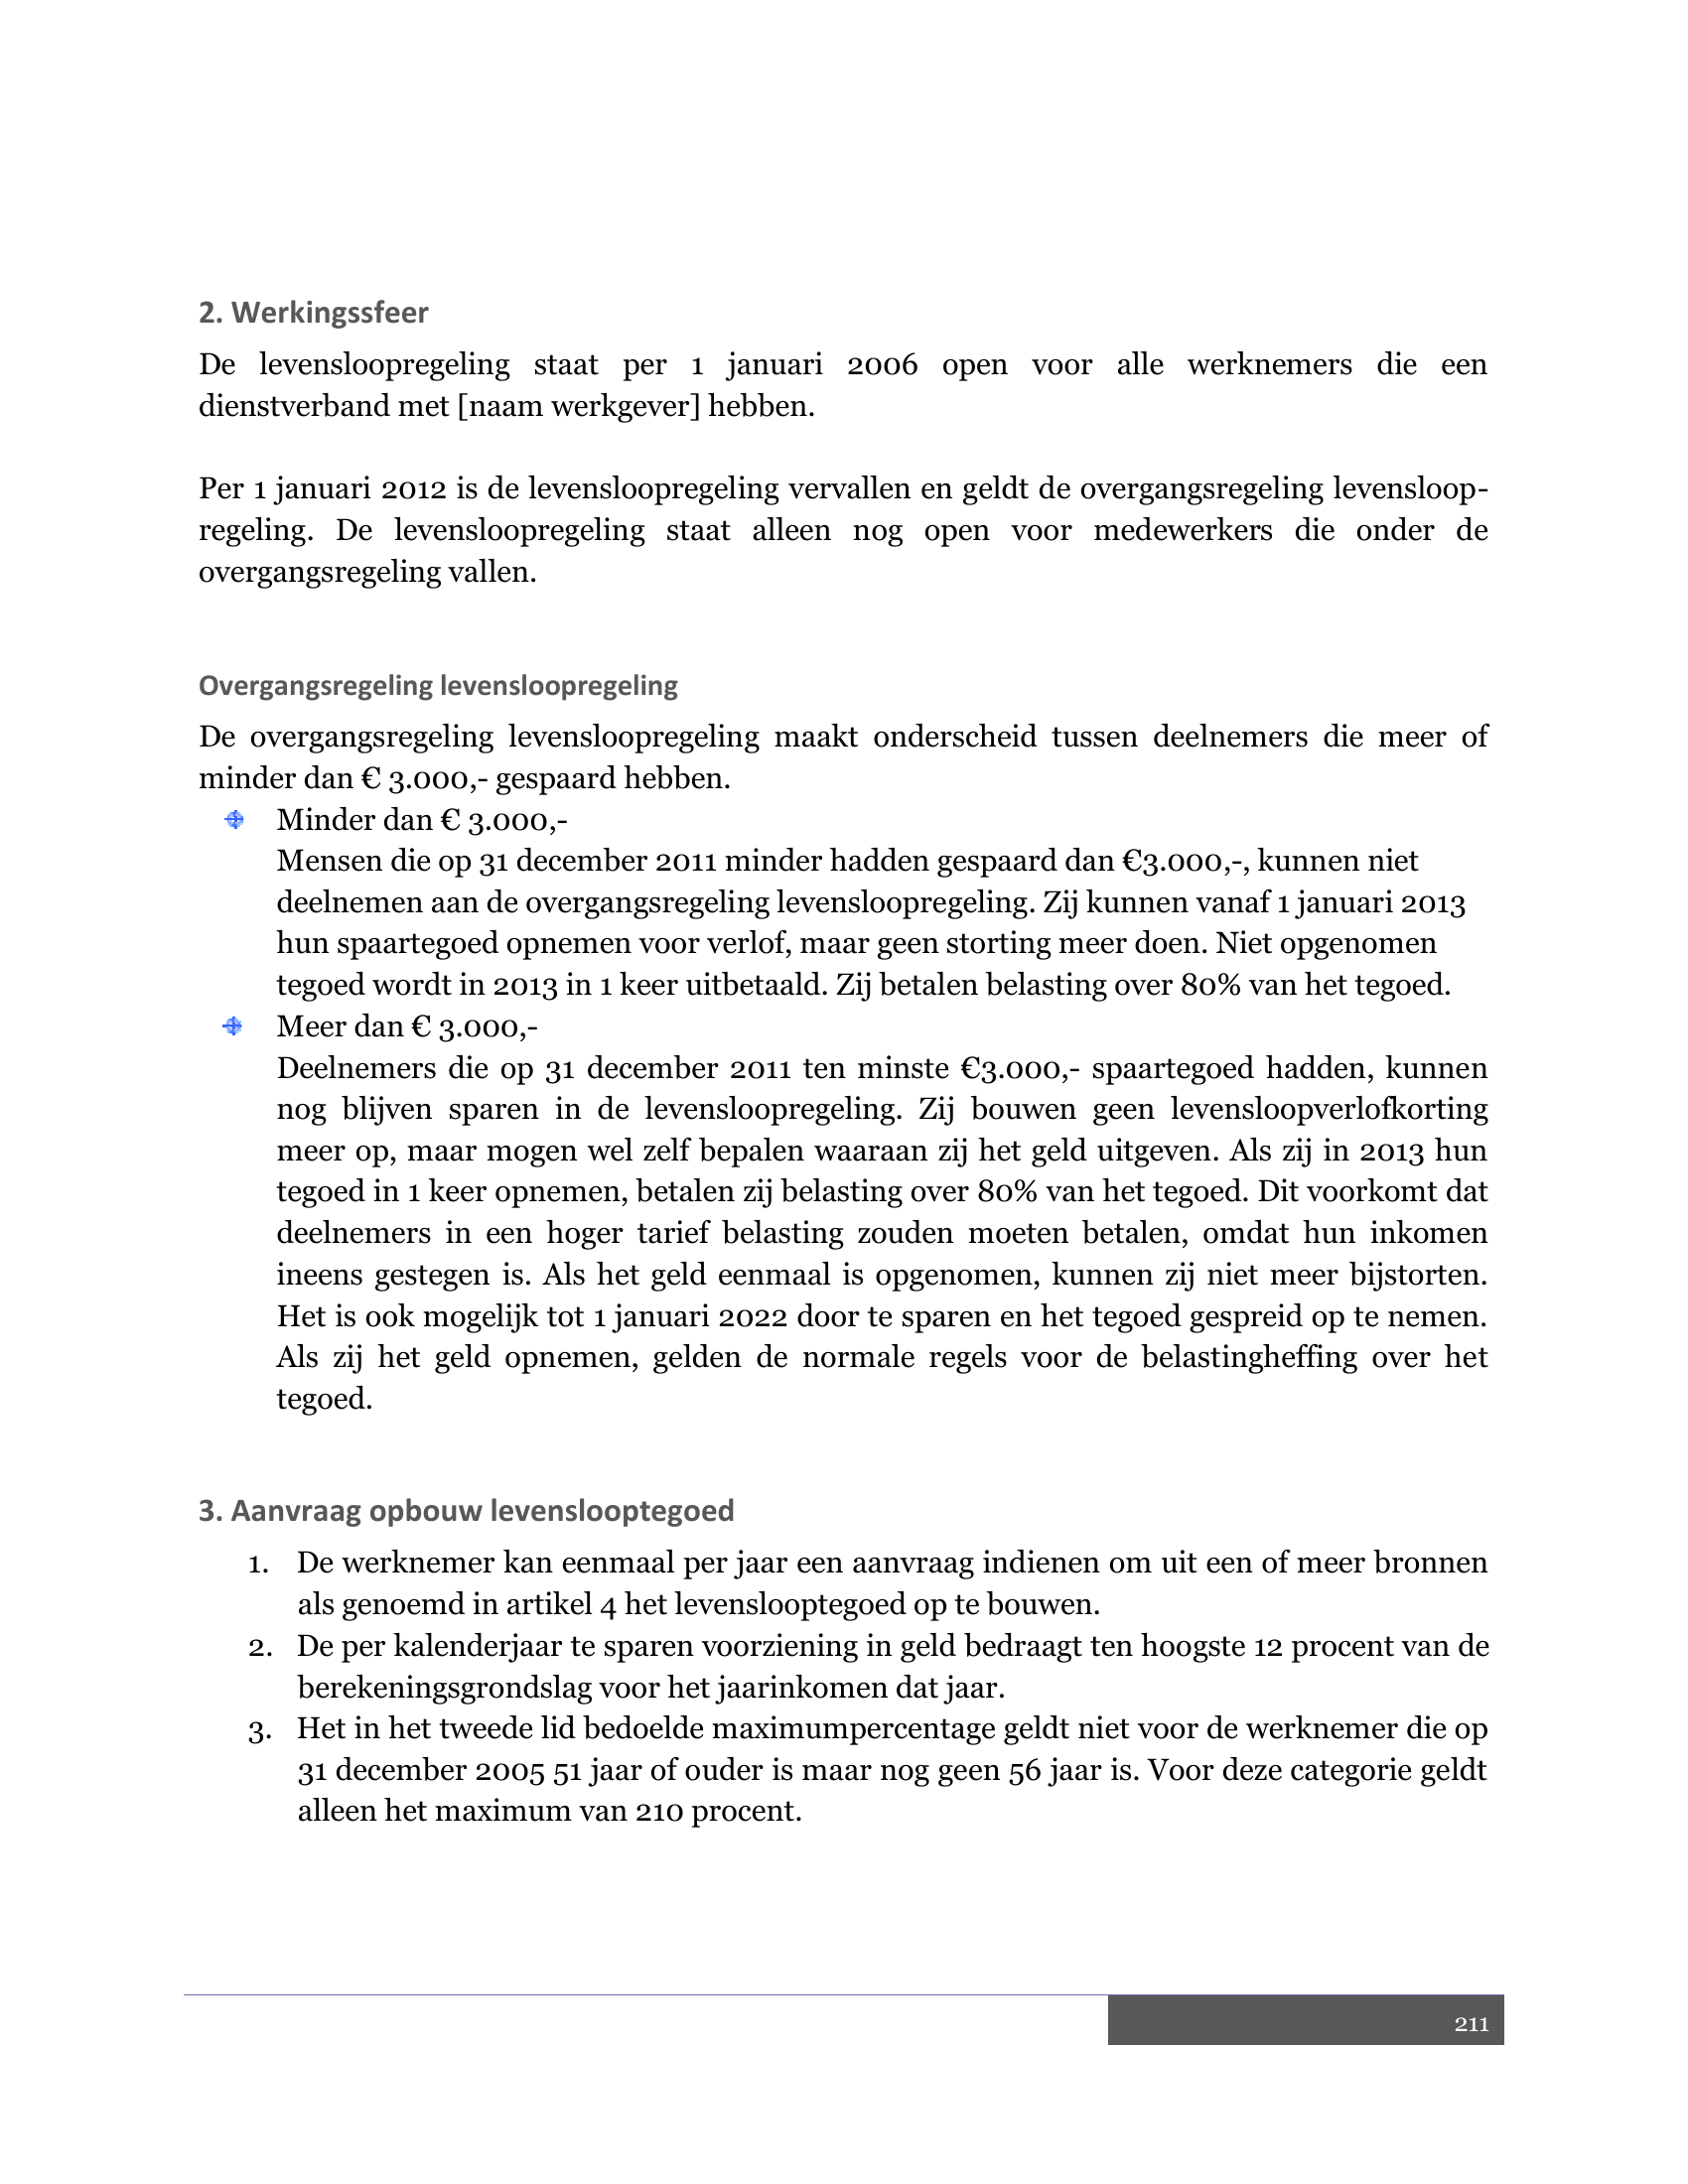 2. Werkingssfeer
De levensloopregeling staat per 1 januari 2006 open voor alle werknemers die een
dienstverband met [naam werkgever] hebben.
Per 1 januari 2012 is de levensloopregeling vervallen en geldt de overgangsregeling levensloop-
regeling. De levensloopregeling staat alleen nog open voor medewerkers die onder de
overgangsregeling vallen.
Overgangsregeling levensloopregeling
De overgangsregeling levensloopregeling maakt onderscheid tussen deelnemers die meer of
minder dan € 3.000,- gespaard hebben.
Minder dan € 3.000,-
Mensen die op 31 december 2011 minder hadden gespaard dan €3.000,-, kunnen niet
deelnemen aan de overgangsregeling levensloopregeling. Zij kunnen vanaf 1 januari 2013
hun spaartegoed opnemen voor verlof, maar geen storting meer doen. Niet opgenomen
tegoed wordt in 2013 in 1 keer uitbetaald. Zij betalen belasting over 80% van het tegoed.
Meer dan € 3.000,-
Deelnemers die op 31 december 2011 ten minste €3.000,- spaartegoed hadden, kunnen
nog blijven sparen in de levensloopregeling. Zij bouwen geen levensloopverlofkorting
meer op, maar mogen wel zelf bepalen waaraan zij het geld uitgeven. Als zij in 2013 hun
tegoed in 1 keer opnemen, betalen zij belasting over 80% van het tegoed. Dit voorkomt dat
deelnemers in een hoger tarief belasting zouden moeten betalen, omdat hun inkomen
ineens gestegen is. Als het geld eenmaal is opgenomen, kunnen zij niet meer bijstorten.
Het is ook mogelijk tot 1 januari 2022 door te sparen en het tegoed gespreid op te nemen.
Als zij het geld opnemen, gelden de normale regels voor de belastingheffing over het
tegoed.
3. Aanvraag opbouw levenslooptegoed
1. De werknemer kan eenmaal per jaar een aanvraag indienen om uit een of meer bronnen
als genoemd in artikel 4 het levenslooptegoed op te bouwen.
2. De per kalenderjaar te sparen voorziening in geld bedraagt ten hoogste 12 procent van de
berekeningsgrondslag voor het jaarinkomen dat jaar.
3. Het in het tweede lid bedoelde maximumpercentage geldt niet voor de werknemer die op
31 december 2005 51 jaar of ouder is maar nog geen 56 jaar is. Voor deze categorie geldt
alleen het maximum van 210 procent.
211